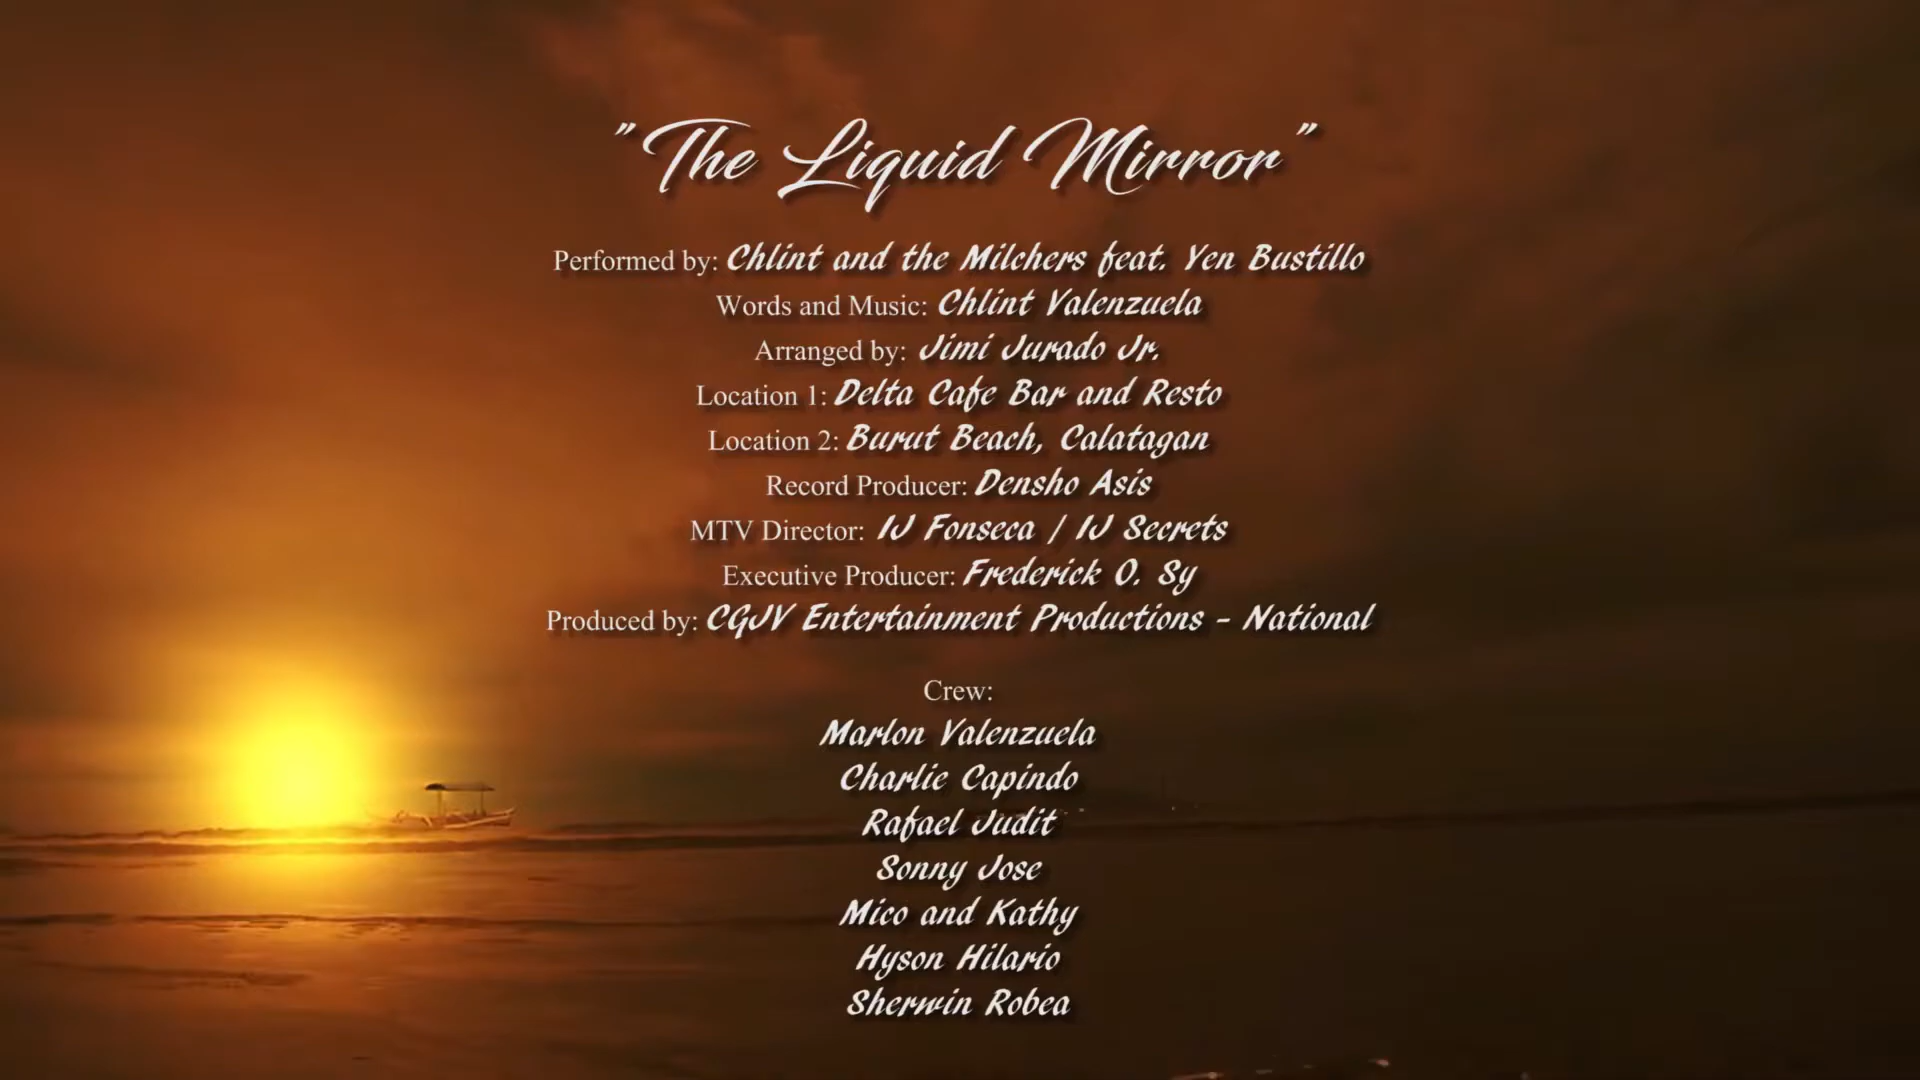 "The Liquid Mirror"
Performed by: Chlint and the Milchers feat. Yen Bustillo
Words and Music: Chlint Valenzuela
Arranged by: Jimi Jurado Jr.
Location 1: Delta Cafe Bar and Resto
Location 2: Burut Beach, Calatagan
Record Producer: Densho Asis
MTV Director: IJ Fonseca / IJ Secrets
Executive Producer: Frederick O. Sy
Produced by: CGJV Entertainment Productions - National
Crew:
Marlon Valenzuela
Charlie Capindo
Rafael Judit
Sonny Jose
Mico and Kathy
Hyson Hilario
Sherwin Robea